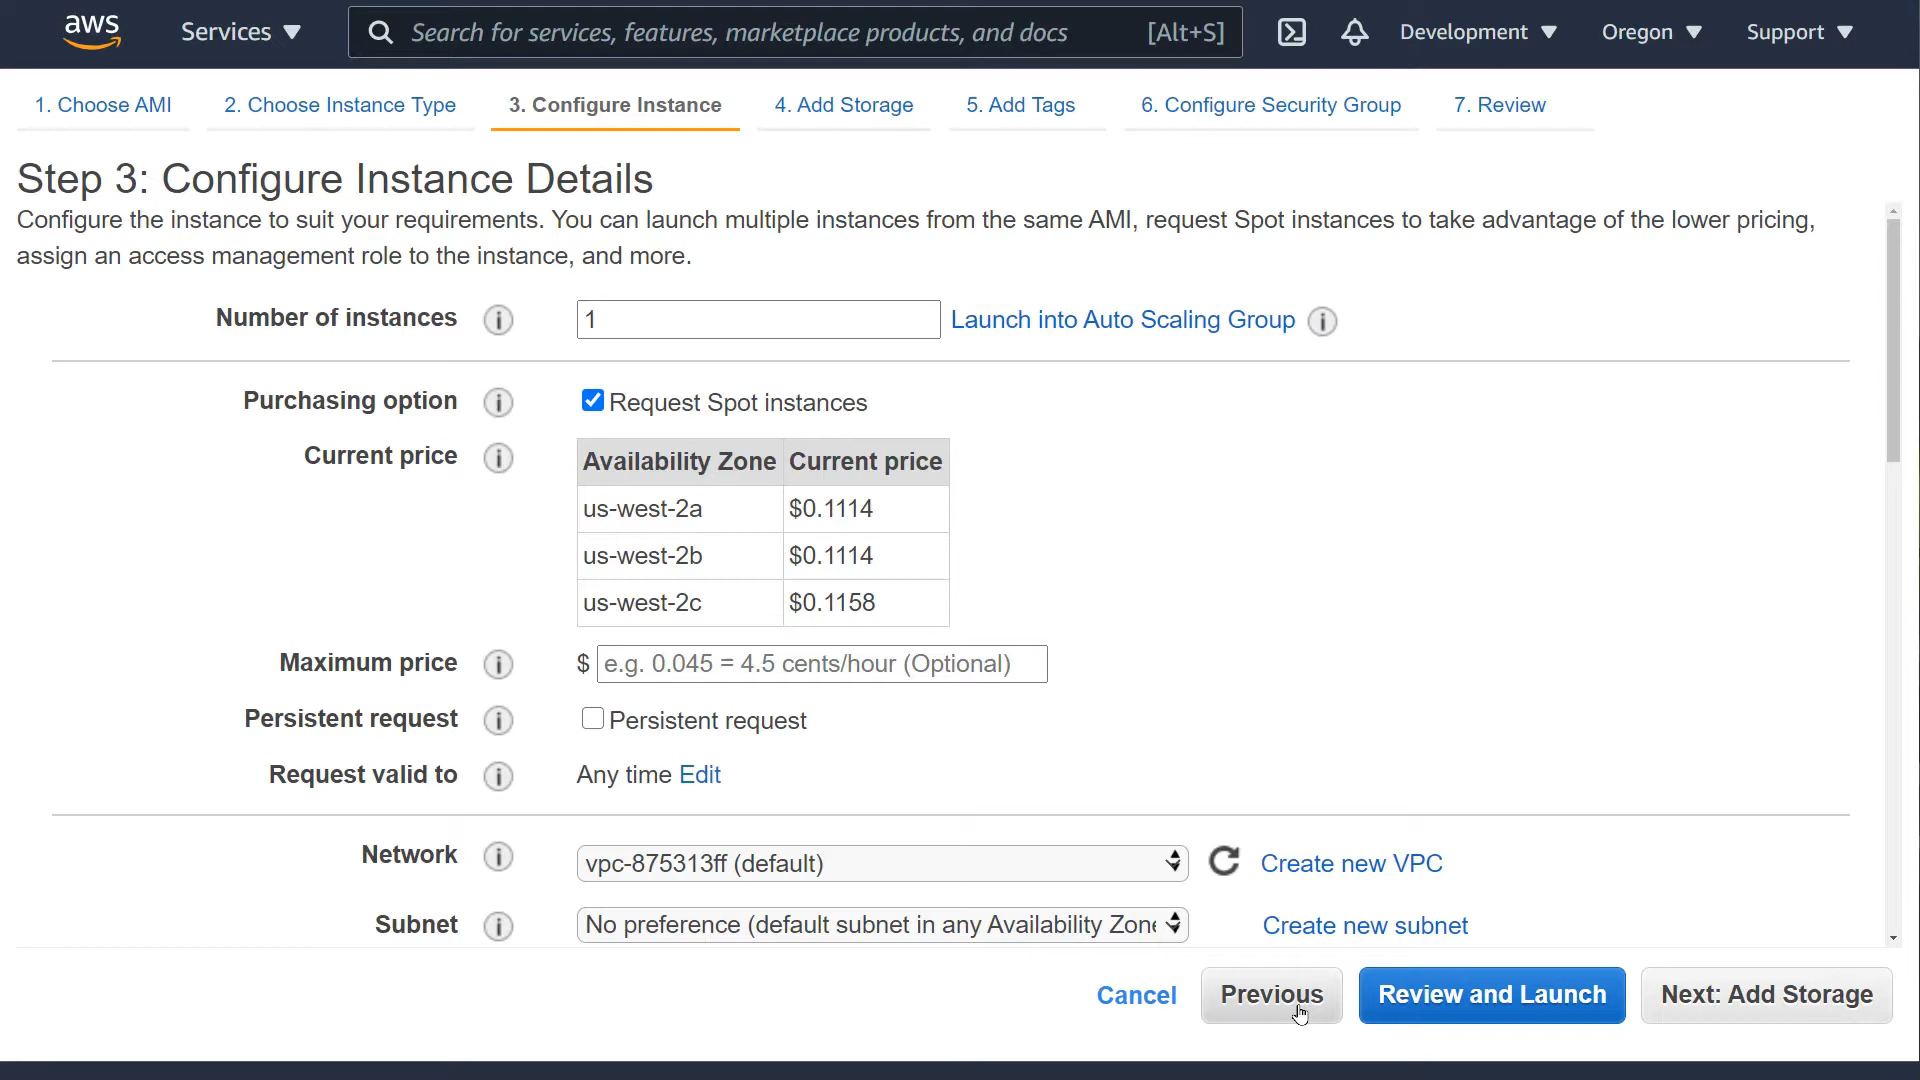 aws
Services
Search for services, features, marketplace products, and docs
[Alt+S]
Development
Oregon
Support
1. Choose AMI
2. Choose Instance Type
3. Configure Instance
4. Add Storage
5. Add Tags
6. Configure Security Group
7. Review
Step 3: Configure Instance Details
Configure the instance to suit your requirements. You can launch multiple instances from the same AMI, request Spot instances to take advantage of the lower pricing,
assign an access management role to the instance, and more.
Number of instances
1
Launch into Auto Scaling Group
Purchasing option
Request Spot instances
Current price
Availability Zone Current price
us-west-2a $0.1114
us-west-2b $0.1114
us-west-2c $0.1158
Maximum price
$ e.g. 0.045 = 4.5 cents/hour (Optional)
Persistent request
Persistent request
Request valid to
Any time Edit
Network
vpc-875313ff (default)
Create new VPC
Subnet
No preference (default subnet in any Availability Zone
Create new subnet
Cancel
Previous
Review and Launch
Next: Add Storage